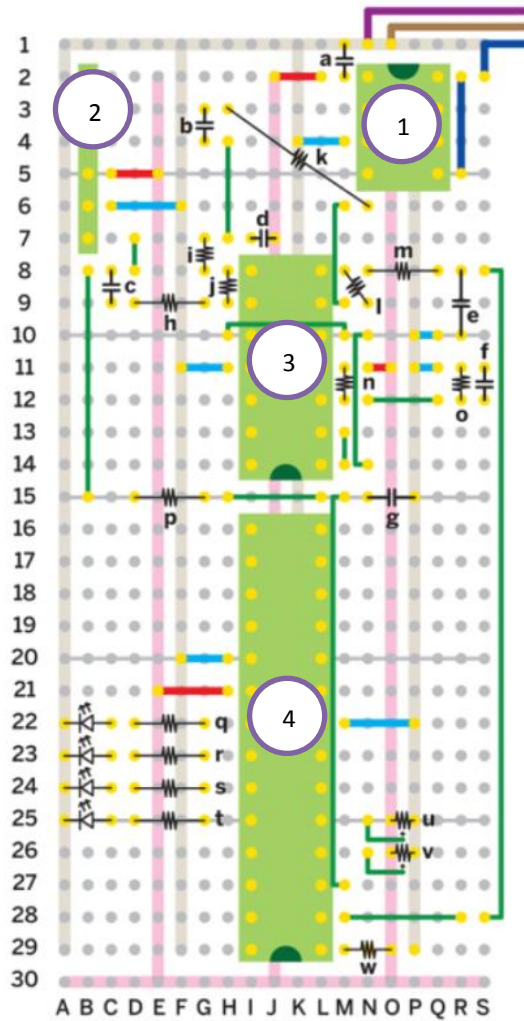 1
a
2
2
1
3
b
4
k
5
6
d
7
i
m
8
c
j
l
9
h
e
10
3
f
11
n
12
o
13
14
15
p
g
16
17
18
19
20
21
22
q
4
23
r
24
s
25
t
u
26
v
27
28
29
w
30
A B C D E F G H I J K L M N O P Q R S